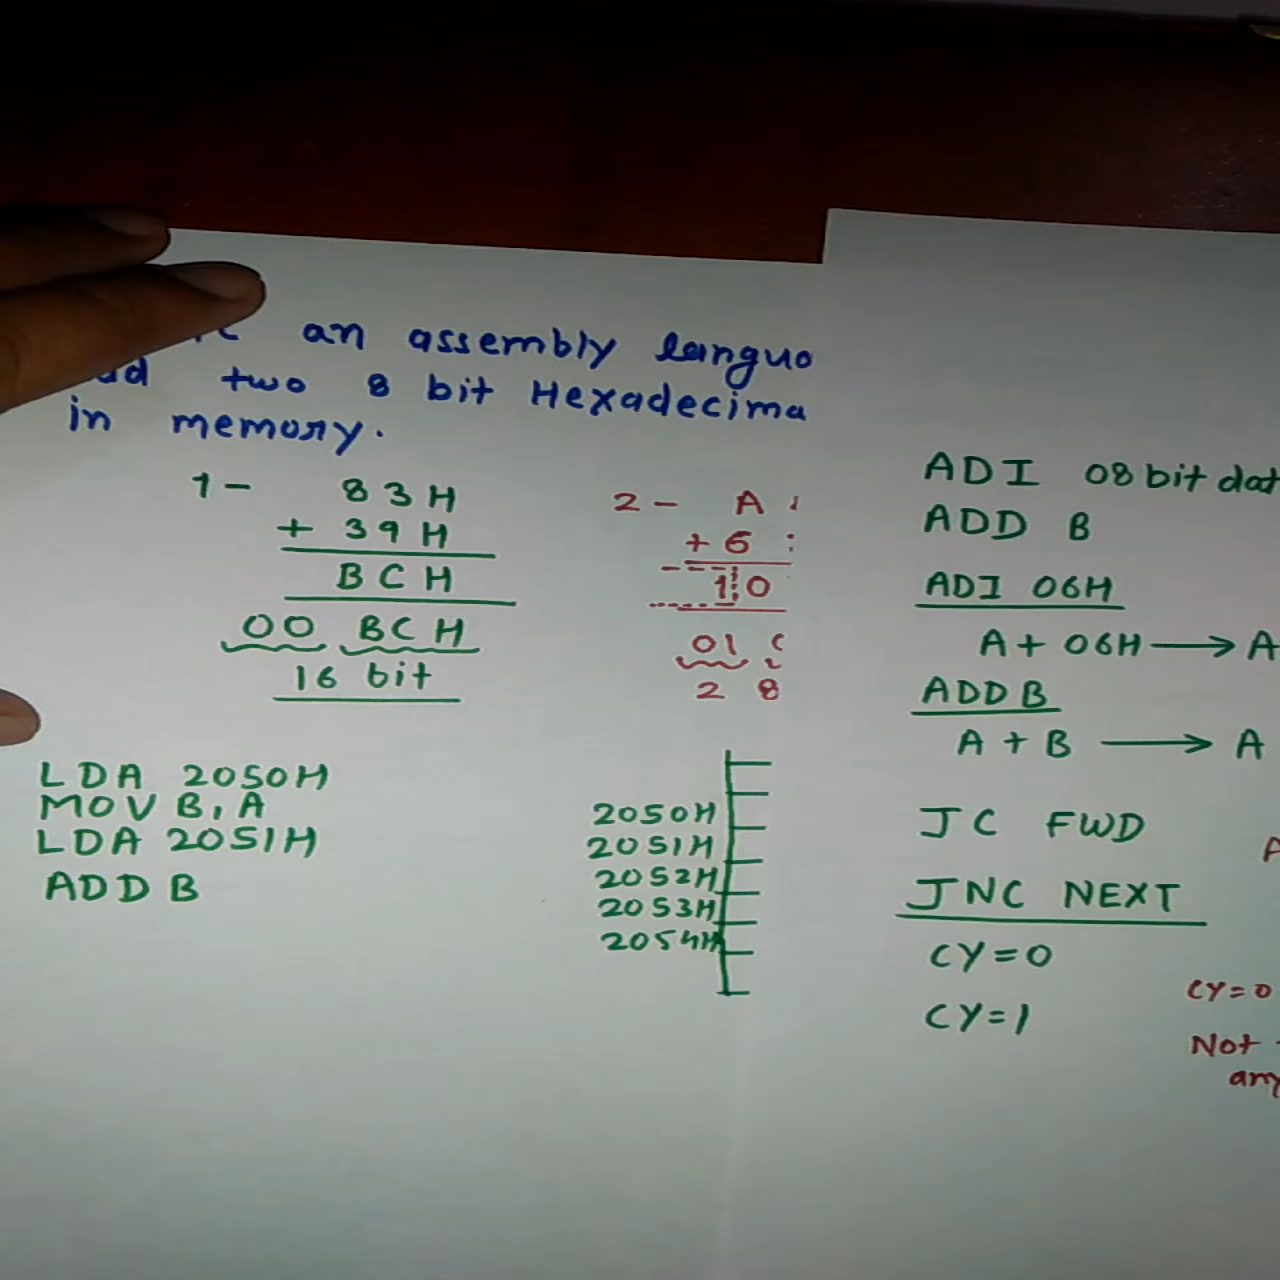 an assembly languo
two 8 bit Hexadecima
in memory.
1- 83H
+ 39H
BCH
00 BCH
16 bit
2- A
+ 6
1 0
01
2 8
LDA 2050H
MOV B, A
LDA 2051H
ADD B
2050H
2051H
2052H
2053H
2054H
ADI 08 bit dat
ADD B
ADI 06H
A + 06H → A
ADD B
A + B → A
JC FWD
JNC NEXT
CY=0
CY=1
CY=0
Not
any